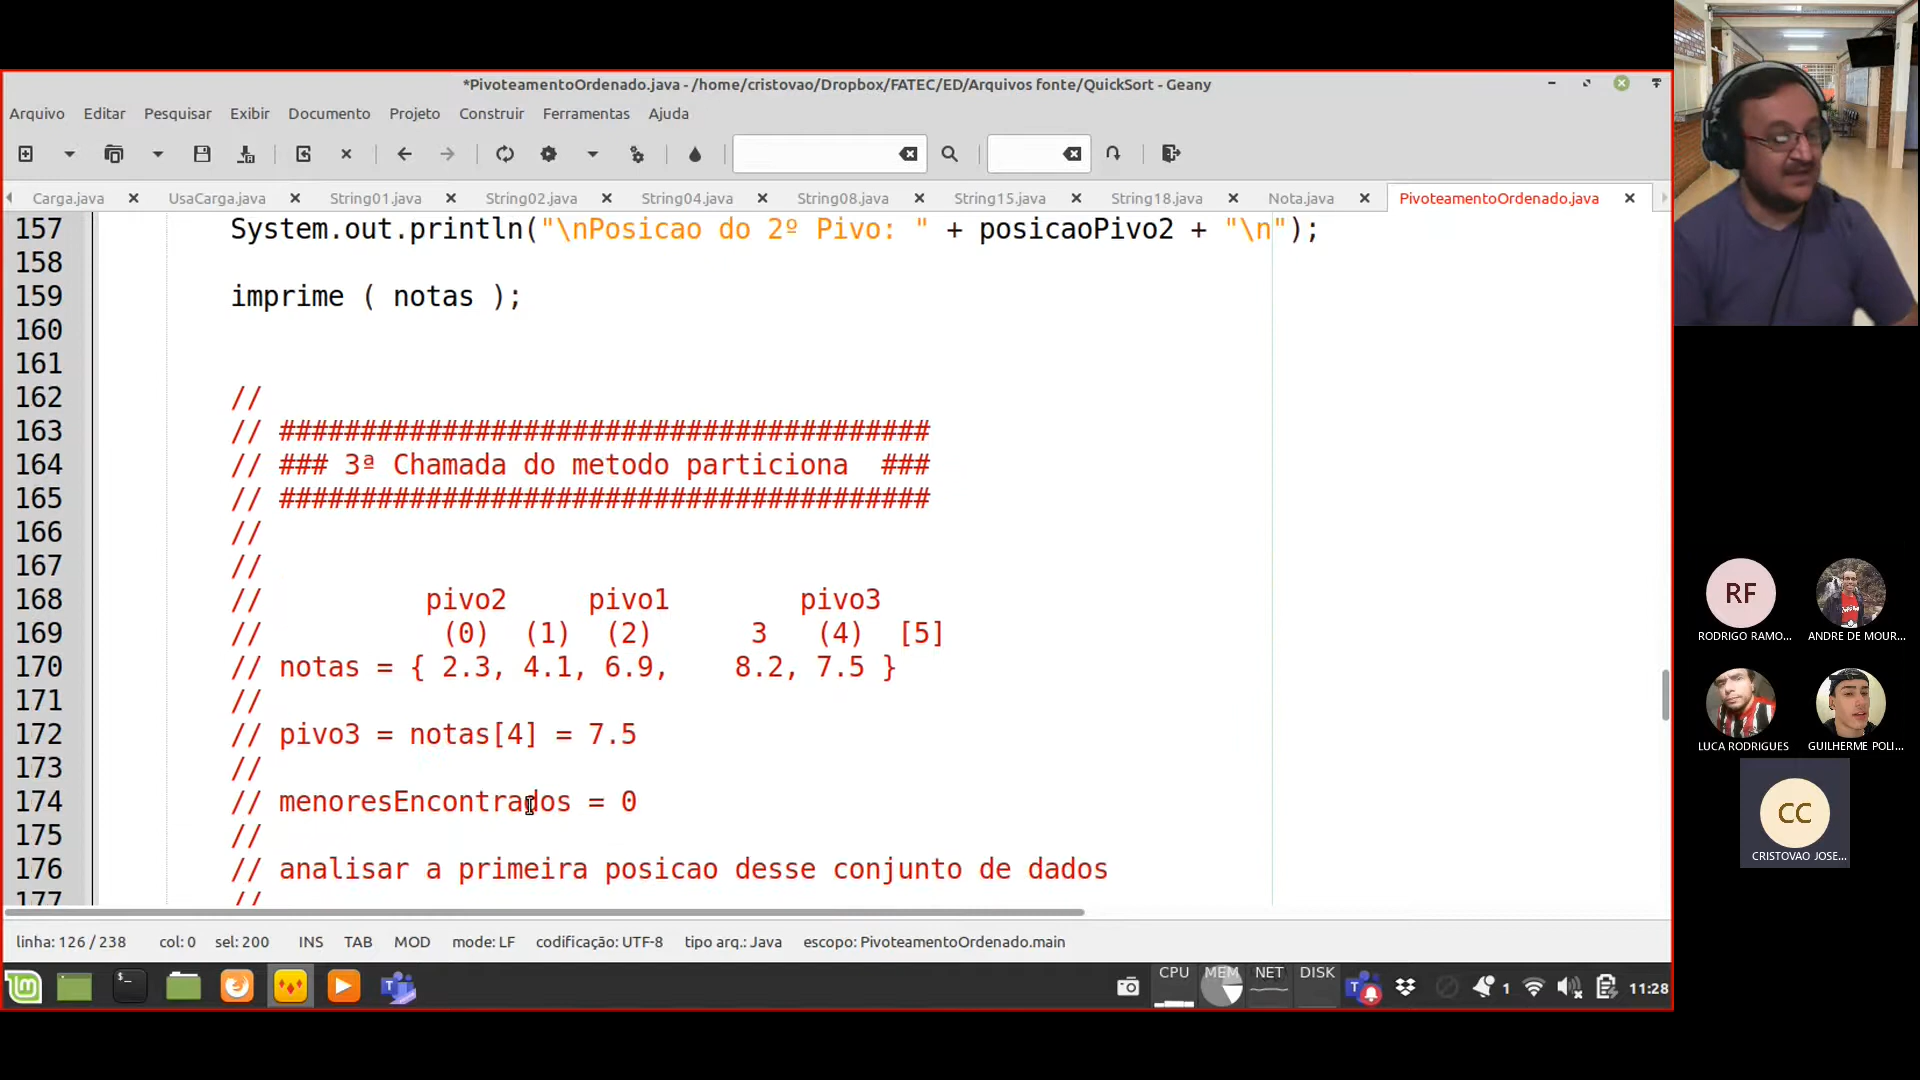 *PivoteamentoOrdenado.java - /home/cristovao/Dropbox/FATEC/ED/Arquivos fonte/QuickSort - Geany
Arquivo Editar Pesquisar Exibir Documento Projeto Construir Ferramentas Ajuda
Carga.java UsaCarga.java String01.java String02.java String04.java String08.java String15.java String18.java Nota.java PivoteamentoOrdenado.java
157 System.out.println("\nPosicao do 2º Pivo: " + posicaoPivo2 + "\n");
158
159 imprime ( notas );
160
161
162 //
163 // ########################################
164 // ### 3ª Chamada do metodo particiona ###
165 // ########################################
166 //
167 //
168 // pivo2 pivo1 pivo3
169 // (0) (1) (2) 3 (4) [5]
170 // notas = { 2.3, 4.1, 6.9, 8.2, 7.5 }
171 //
172 // pivo3 = notas[4] = 7.5
173 //
174 // menoresEncontrados = 0
175 //
176 // analisar a primeira posicao desse conjunto de dados
177 //
linha: 126 / 238 col: 0 sel: 200 INS TAB MOD mode: LF codificação: UTF-8 tipo arq.: Java escopo: PivoteamentoOrdenado.main
CPU MEM NET DISK 1 11:28
RF
RODRIGO RAMO... ANDRE DE MOUR...
LUCA RODRIGUES GUILHERME POLI...
CC
CRISTOVAO JOSE...